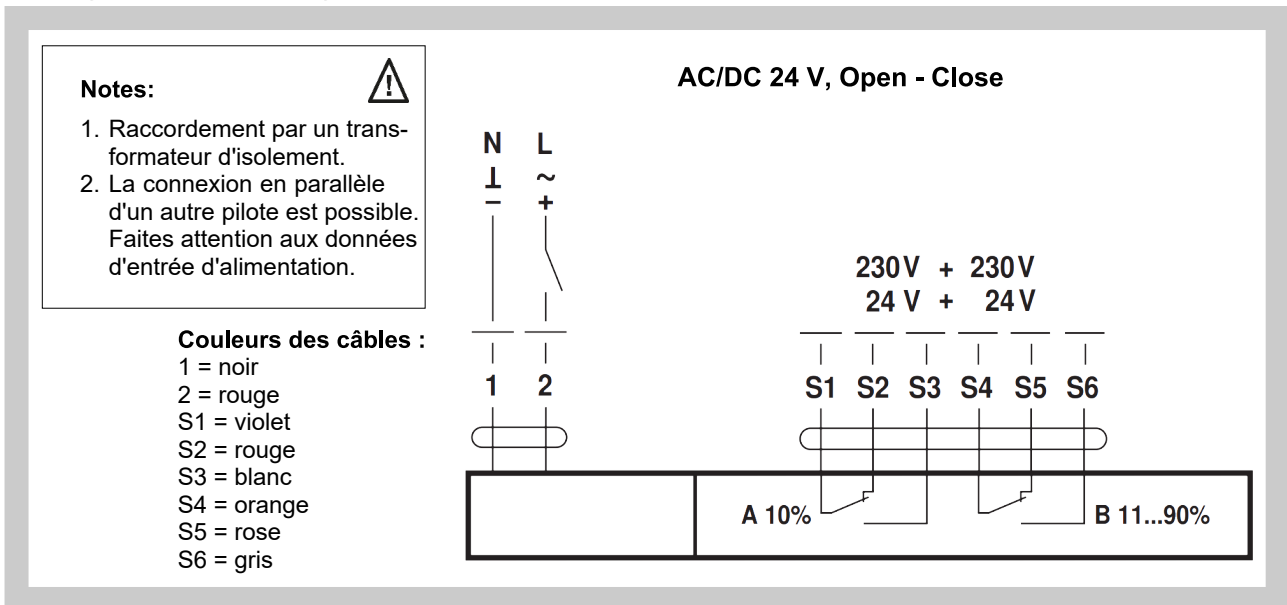 Notes:
1. Raccordement par un trans-
formateur d'isolement.
2. La connexion en parallèle
d'un autre pilote est possible.
Faites attention aux données
d'entrée d'alimentation.
Couleurs des câbles :
1 = noir
2 = rouge
S1 = violet
S2 = rouge
S3 = blanc
S4 = orange
S5 = rose
S6 = gris
AC/DC 24 V, Open - Close
N L
⊥ ~
− +
1 2
230 V + 230 V
24 V + 24 V
S1 S2 S3 S4 S5 S6
A 10% B 11...90%